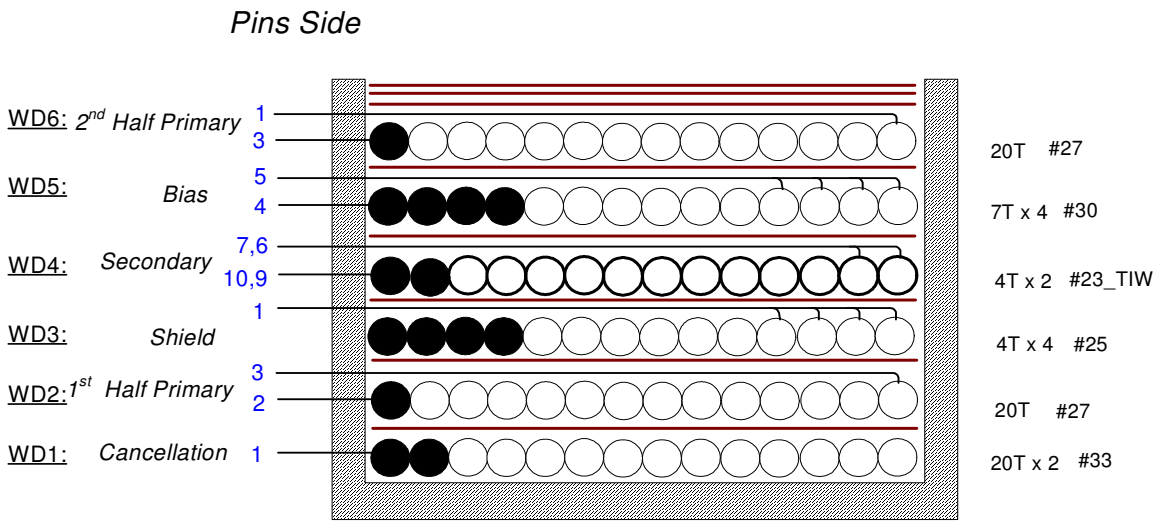 Pins Side
WD6: 2nd Half Primary 1
3 20T #27
WD5: Bias 5
4 7T x 4 #30
WD4: Secondary 7,6
10,9 4T x 2 #23_TIW
1
WD3: Shield 4T x 4 #25
WD2: 1st Half Primary 3
2 20T #27
WD1: Cancellation 1 20T x 2 #33